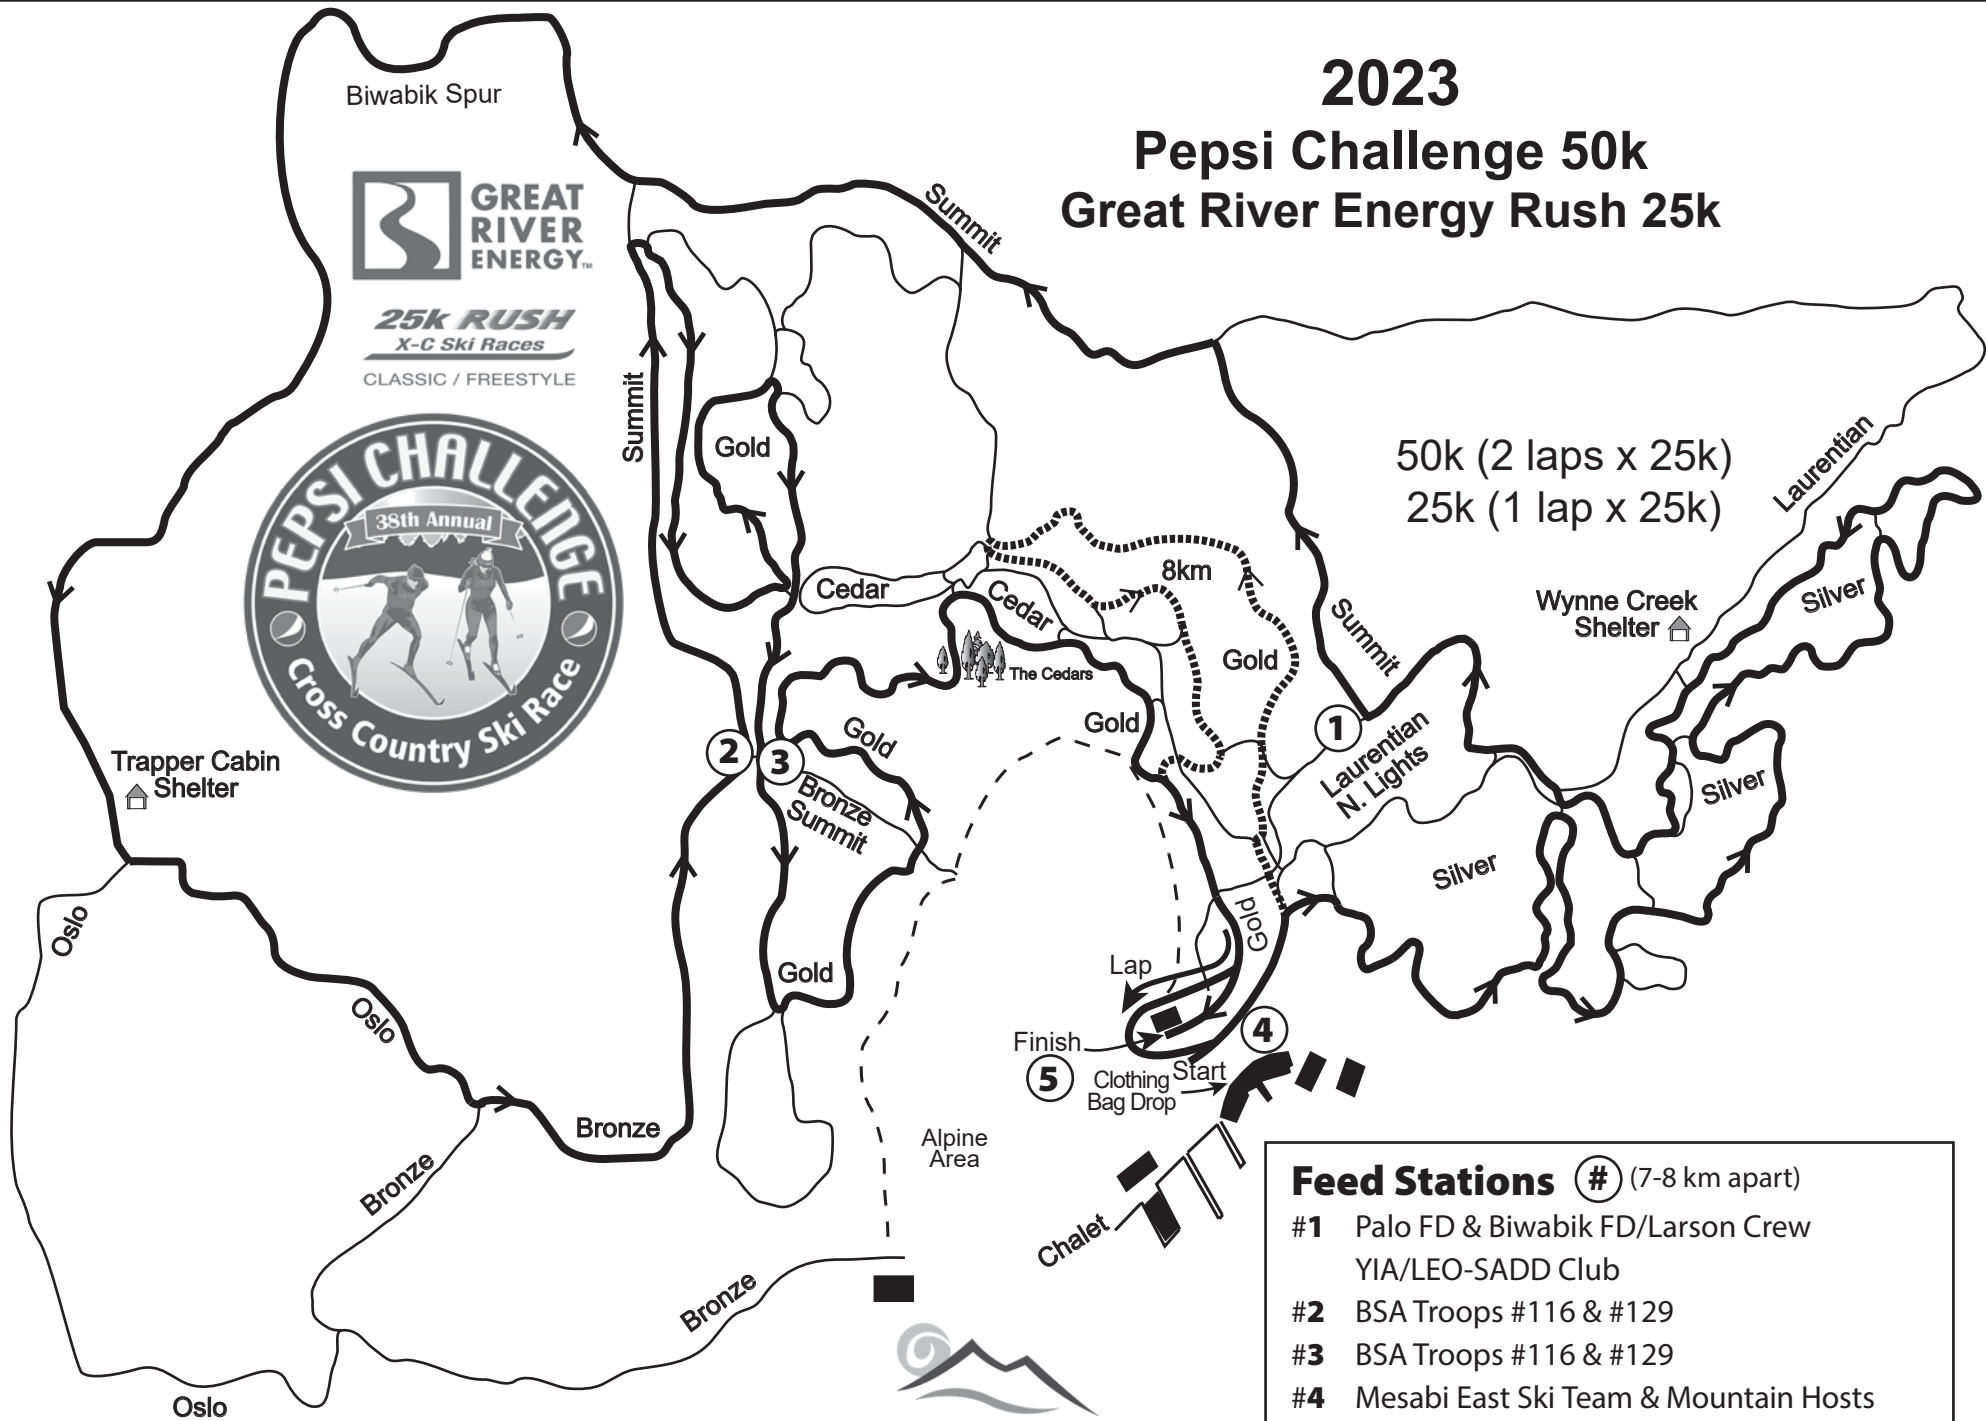 2023
Pepsi Challenge 50k
Great River Energy Rush 25k
Biwabik Spur
GREAT
RIVER
ENERGY™
25k RUSH
X-C Ski Races
CLASSIC / FREESTYLE
PEPSI CHALLENGE
38th Annual
Cross Country Ski Race
Summit
Summit
Gold
50k (2 laps x 25k)
25k (1 lap x 25k)
Laurentian
Cedar
Cedar
8km
Silver
Wynne Creek
Shelter
Summit
The Cedars
Gold
Gold
Gold
1
Laurentian
N. Lights
2
3
Trapper Cabin
Shelter
Bronze
Summit
Silver
Silver
Oslo
Gold
Gold
Lap
Oslo
Finish
4
5
Start
Clothing
Bag Drop
Bronze
Alpine
Area
Bronze
Chalet
Bronze
Oslo
Feed Stations # (7-8 km apart)
#1 Palo FD & Biwabik FD/Larson Crew
YIA/LEO-SADD Club
#2 BSA Troops #116 & #129
#3 BSA Troops #116 & #129
#4 Mesabi East Ski Team & Mountain Hosts